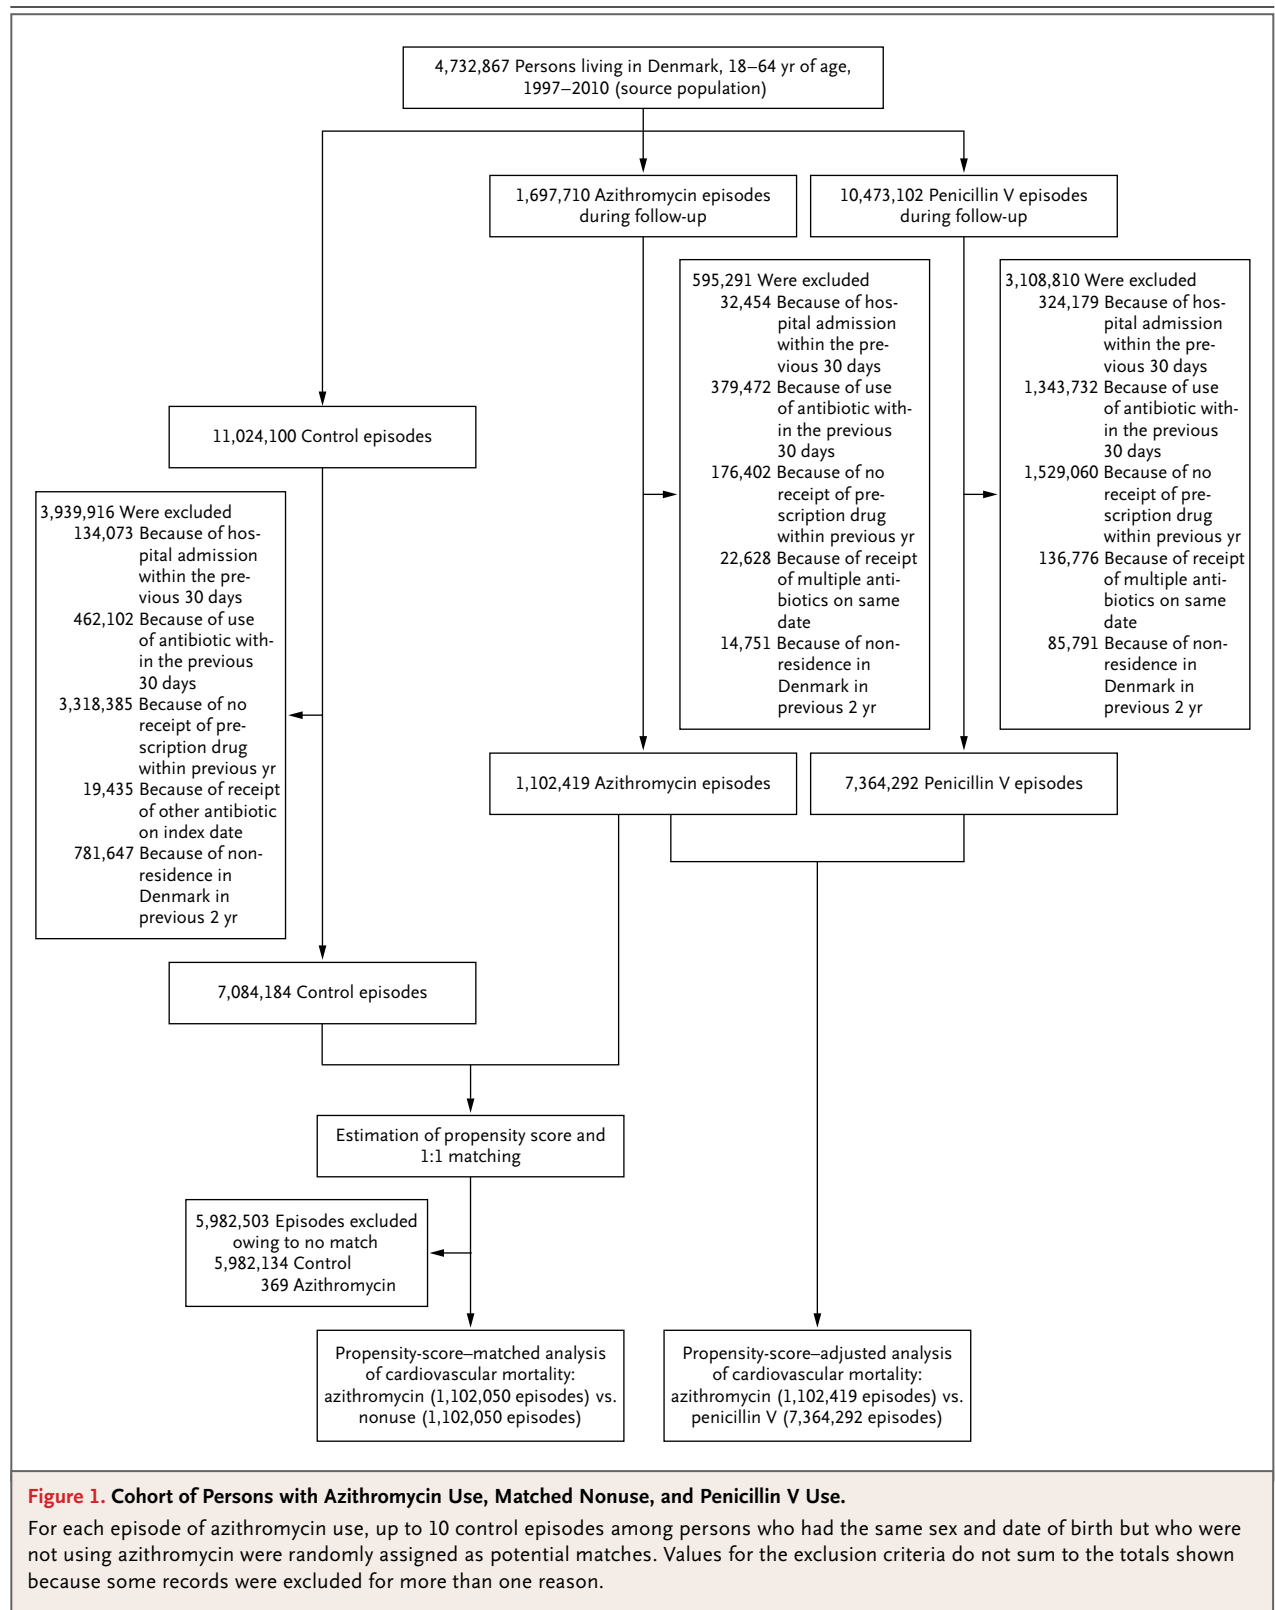 4,732,867 Persons living in Denmark, 18–64 yr of age,
1997–2010 (source population)
1,697,710 Azithromycin episodes
during follow-up
10,473,102 Penicillin V episodes
during follow-up
595,291 Were excluded
32,454 Because of hos-
pital admission
within the pre-
vious 30 days
379,472 Because of use
of antibiotic with-
in the previous
30 days
176,402 Because of no
receipt of pre-
scription drug
within previous yr
22,628 Because of receipt
of multiple anti-
biotics on same
date
14,751 Because of non-
residence in
Denmark in
previous 2 yr
3,108,810 Were excluded
324,179 Because of hos-
pital admission
within the pre-
vious 30 days
1,343,732 Because of use
of antibiotic with-
in the previous
30 days
1,529,060 Because of no
receipt of pre-
scription drug
within previous yr
136,776 Because of receipt
of multiple anti-
biotics on same
date
85,791 Because of non-
residence in
Denmark in
previous 2 yr
11,024,100 Control episodes
3,939,916 Were excluded
134,073 Because of hos-
pital admission
within the pre-
vious 30 days
462,102 Because of use
of antibiotic with-
in the previous
30 days
3,318,385 Because of no
receipt of pre-
scription drug
within previous yr
19,435 Because of receipt
of other antibiotic
on index date
781,647 Because of non-
residence in
Denmark in
previous 2 yr
1,102,419 Azithromycin episodes
7,364,292 Penicillin V episodes
7,084,184 Control episodes
Estimation of propensity score and
1:1 matching
5,982,503 Episodes excluded
owing to no match
5,982,134 Control
369 Azithromycin
Propensity-score–matched analysis
of cardiovascular mortality:
azithromycin (1,102,050 episodes) vs.
nonuse (1,102,050 episodes)
Propensity-score–adjusted analysis
of cardiovascular mortality:
azithromycin (1,102,419 episodes) vs.
penicillin V (7,364,292 episodes)
Figure 1. Cohort of Persons with Azithromycin Use, Matched Nonuse, and Penicillin V Use.
For each episode of azithromycin use, up to 10 control episodes among persons who had the same sex and date of birth but who were
not using azithromycin were randomly assigned as potential matches. Values for the exclusion criteria do not sum to the totals shown
because some records were excluded for more than one reason.